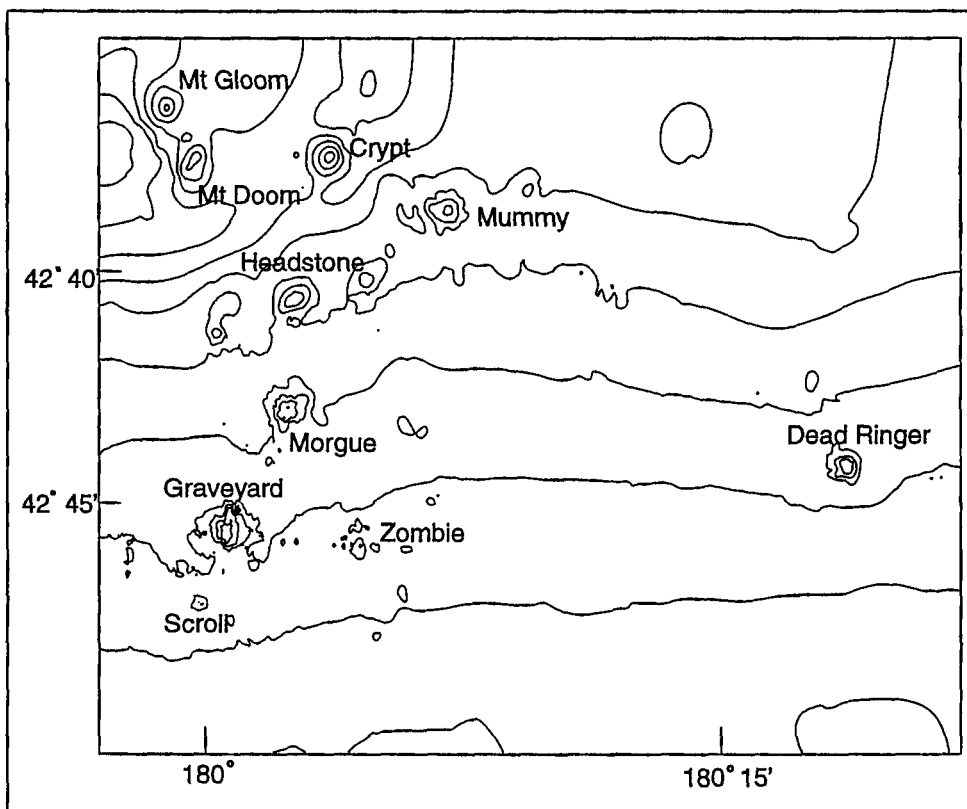 Mt Gloom
Crypt
Mt Doom
Mummy
Headstone
42° 40'
Morgue
Dead Ringer
Graveyard
42° 45'
Zombie
Scroll
180°
180° 15'